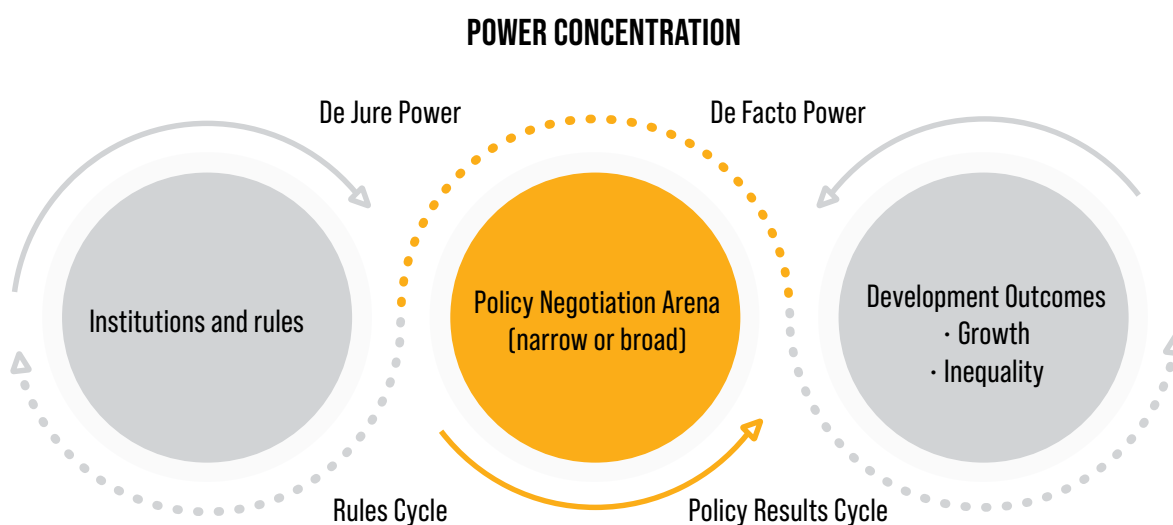 POWER CONCENTRATION
De Jure Power
De Facto Power
Institutions and rules
Policy Negotiation Arena
(narrow or broad)
Development Outcomes
· Growth
· Inequality
Rules Cycle
Policy Results Cycle